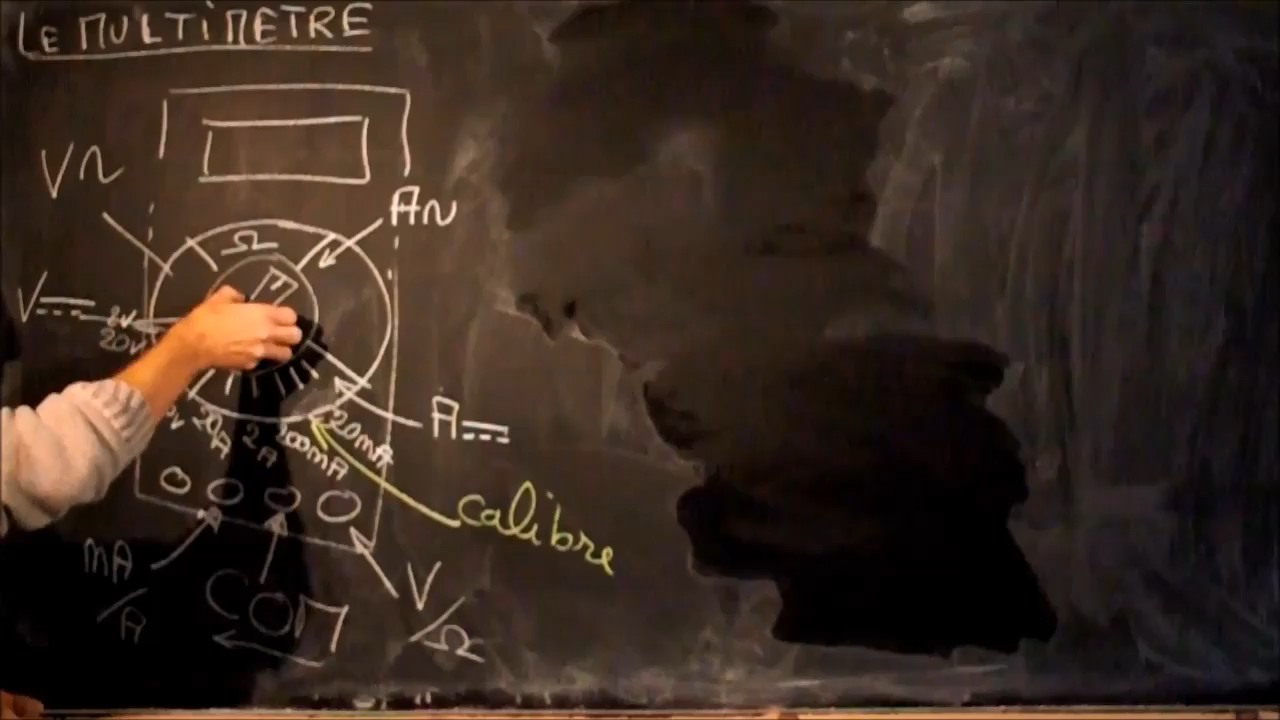 LE MULTIMETRE
V~
A~
Ω
V⎓
2V
20V
A⎓
20A
2A
200mA
20mA
calibre
mA
/A
COM
V
/Ω